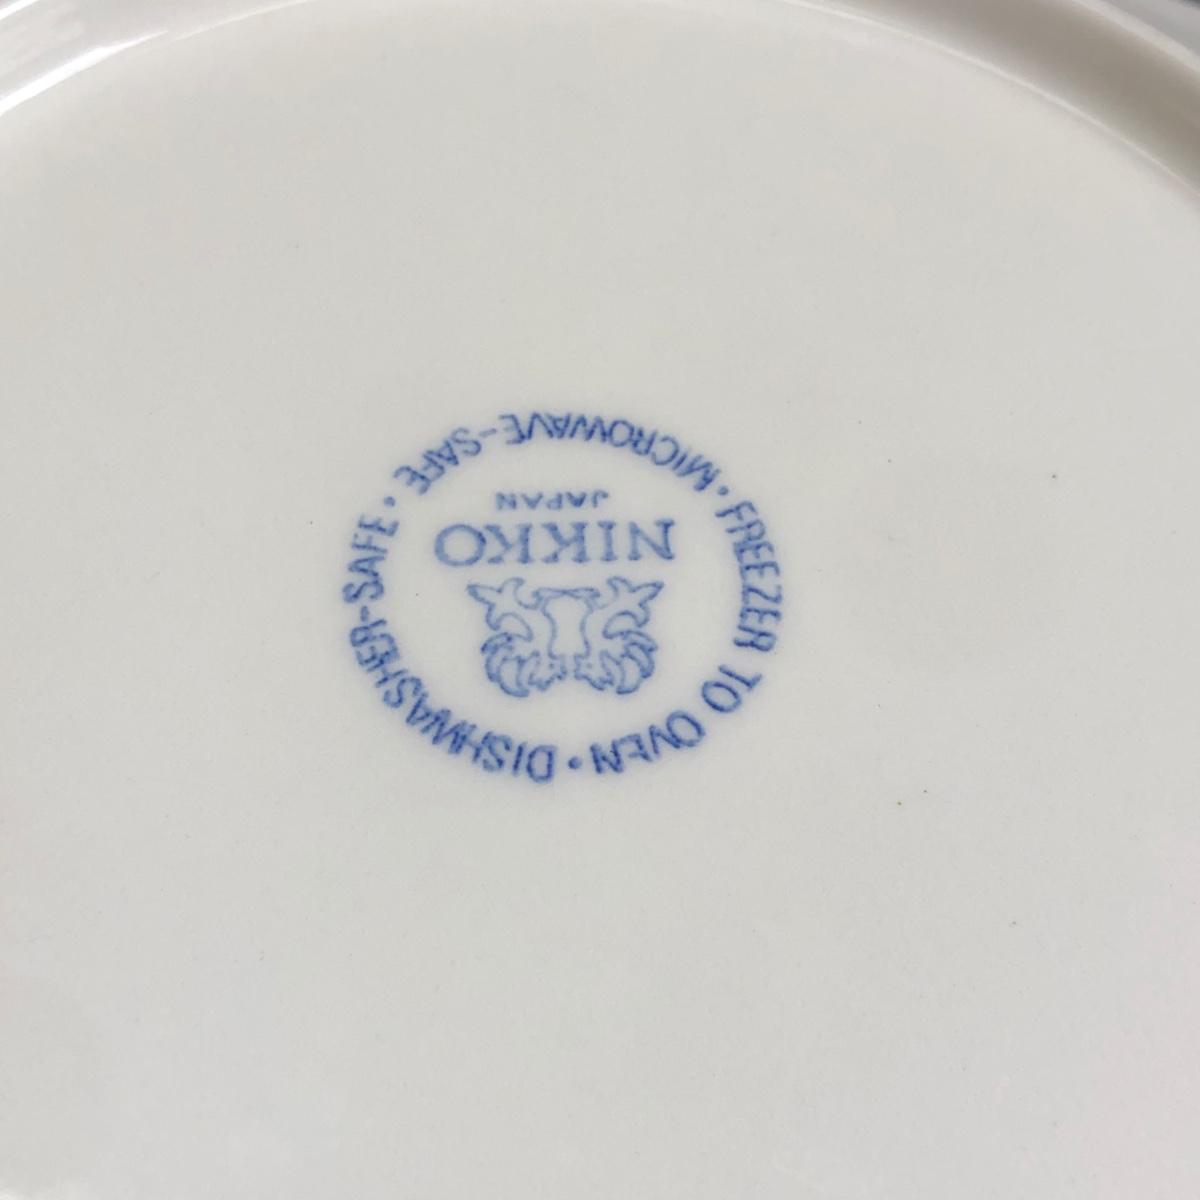 NIKKO
JAPAN
DISHWASHER-SAFE • MICROWAVE-SAFE • FREEZER TO OVEN •